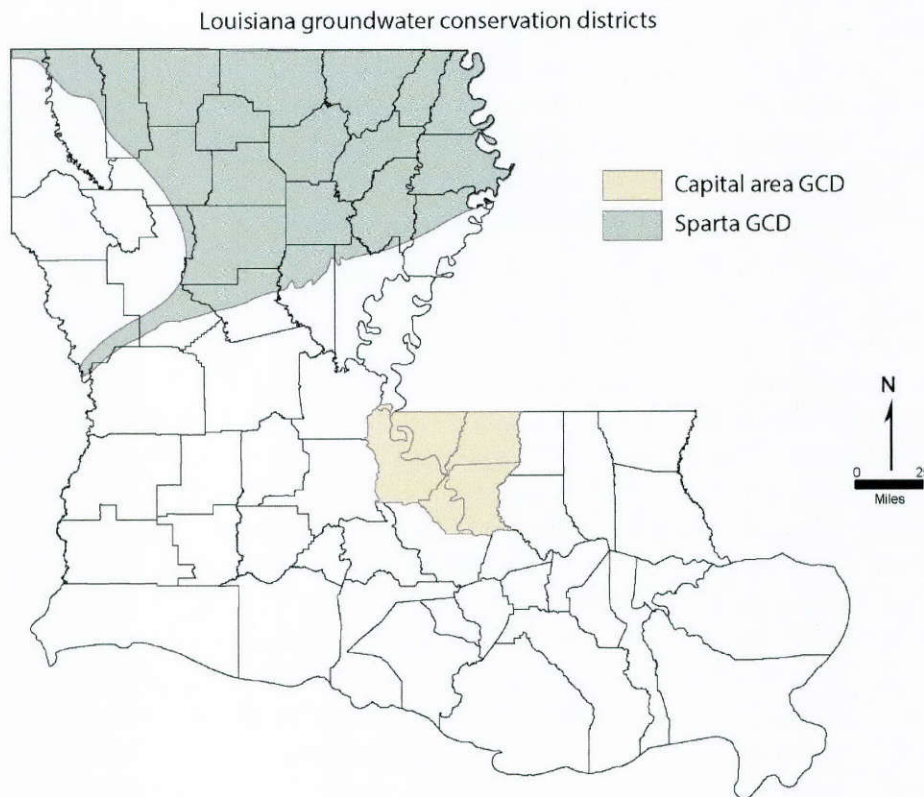 Louisiana groundwater conservation districts
Capital area GCD
Sparta GCD
N
0
Miles